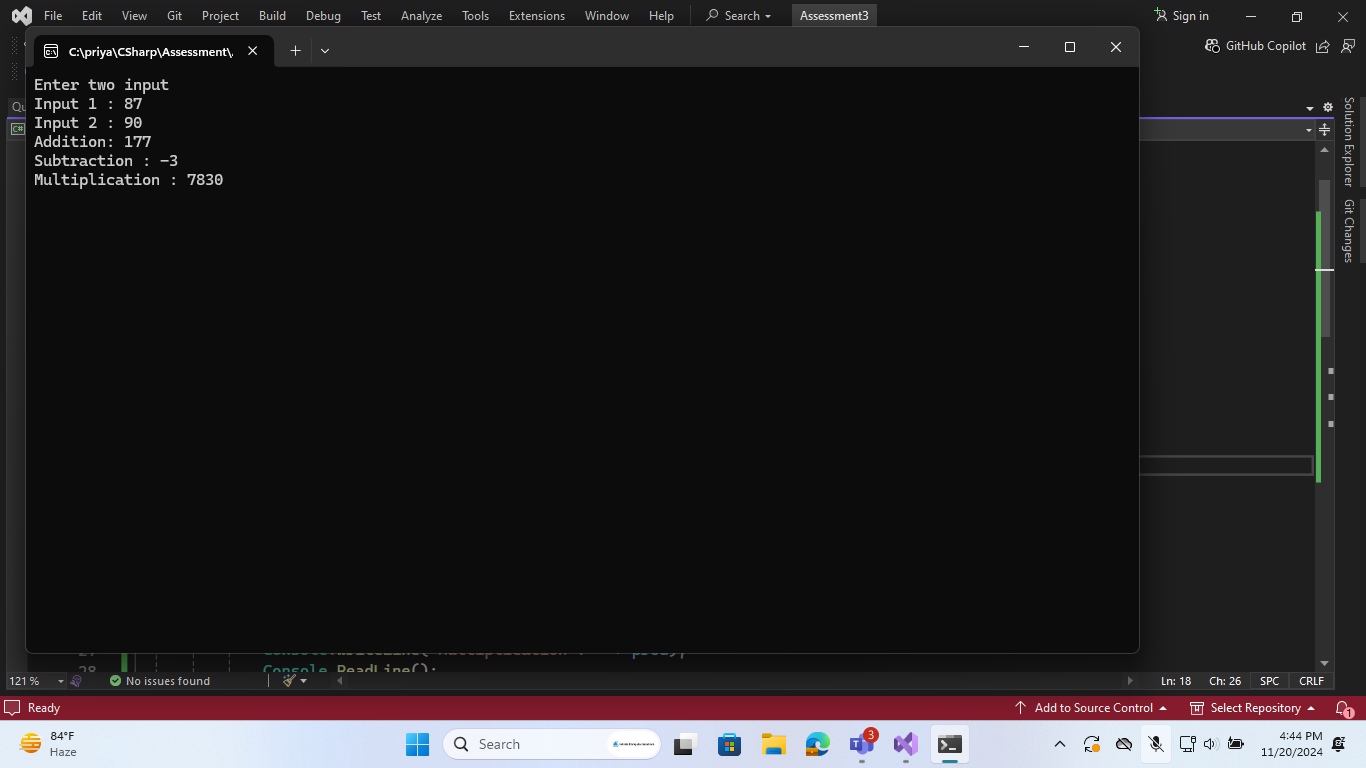 File Edit View Git Project Build Debug Test Analyze Tools Extensions Window Help Search Assessment3 Sign in
C:\priya\CSharp\Assessment\
GitHub Copilot
Enter two input
Input 1 : 87
Input 2 : 90
Addition: 177
Subtraction : -3
Multiplication : 7830
Qu
C#
Solution Explorer
Git Changes
28 Console.ReadLine();
121 % No issues found Ln: 18 Ch: 26 SPC CRLF
Ready Add to Source Control Select Repository 1
84°F
Haze
Search
3
4:44 PM
11/20/2024